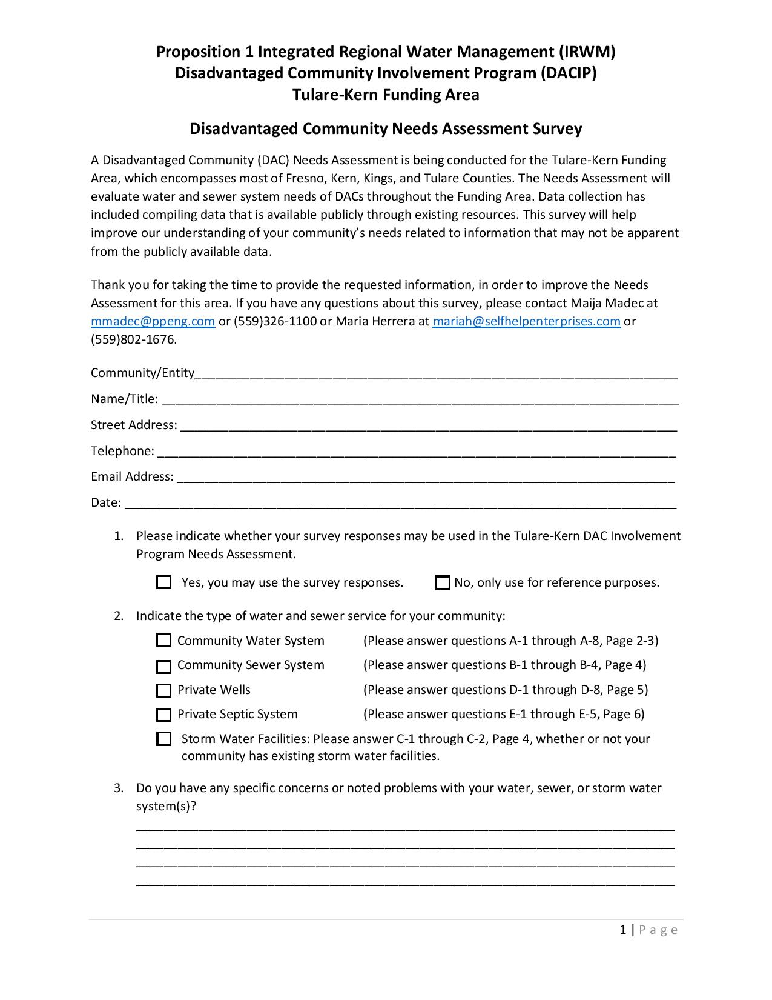 Proposition 1 Integrated Regional Water Management (IRWM)
Disadvantaged Community Involvement Program (DACIP)
Tulare-Kern Funding Area
Disadvantaged Community Needs Assessment Survey
A Disadvantaged Community (DAC) Needs Assessment is being conducted for the Tulare-Kern Funding
Area, which encompasses most of Fresno, Kern, Kings, and Tulare Counties. The Needs Assessment will
evaluate water and sewer system needs of DACs throughout the Funding Area. Data collection has
included compiling data that is available publicly through existing resources. This survey will help
improve our understanding of your community’s needs related to information that may not be apparent
from the publicly available data.
Thank you for taking the time to provide the requested information, in order to improve the Needs
Assessment for this area. If you have any questions about this survey, please contact Maija Madec at
mmadec@ppeng.com or (559)326-1100 or Maria Herrera at mariah@selfhelpenterprises.com or
(559)802-1676.
Community/Entity
Name/Title:
Street Address:
Telephone:
Email Address:
Date:
1. Please indicate whether your survey responses may be used in the Tulare-Kern DAC Involvement
Program Needs Assessment.
Yes, you may use the survey responses. No, only use for reference purposes.
2. Indicate the type of water and sewer service for your community:
Community Water System (Please answer questions A-1 through A-8, Page 2-3)
Community Sewer System (Please answer questions B-1 through B-4, Page 4)
Private Wells (Please answer questions D-1 through D-8, Page 5)
Private Septic System (Please answer questions E-1 through E-5, Page 6)
Storm Water Facilities: Please answer C-1 through C-2, Page 4, whether or not your
community has existing storm water facilities.
3. Do you have any specific concerns or noted problems with your water, sewer, or storm water
system(s)?
1 | Page